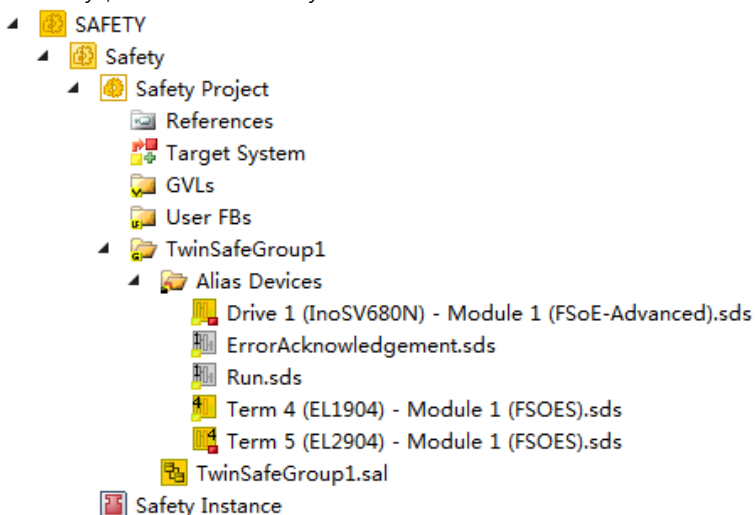 SAFETY
Safety
Safety Project
References
Target System
GVLs
User FBs
TwinSafeGroup1
Alias Devices
Drive 1 (InoSV680N) - Module 1 (FSoE-Advanced).sds
ErrorAcknowledgement.sds
Run.sds
Term 4 (EL1904) - Module 1 (FSOES).sds
Term 5 (EL2904) - Module 1 (FSOES).sds
TwinSafeGroup1.sal
Safety Instance